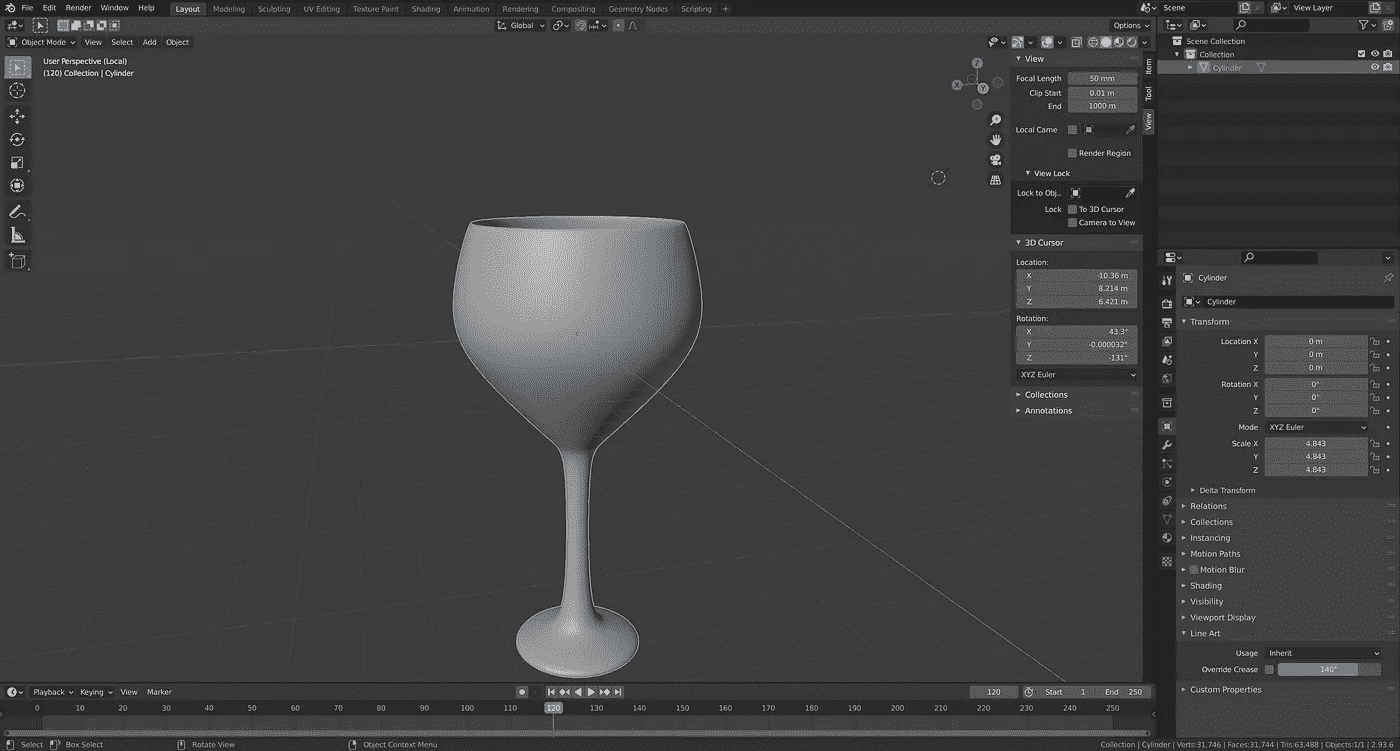 File Edit Render Window Help Layout Modeling Sculpting UV Editing Texture Paint Shading Animation Rendering Compositing Geometry Nodes Scripting + Scene View Layer
Global Options
Object Mode View Select Add Object
User Perspective (Local)
(120) Collection | Cylinder
Z
X
Y
View
Focal Length 50 mm
Clip Start 0.01 m
End 1000 m
Local Came
Render Region
View Lock
Lock to Obj..
Lock To 3D Cursor
Camera to View
3D Cursor
Location:
X -10.36 m
Y 8.214 m
Z 6.421 m
Rotation:
X 43.3°
Y -0.000032°
Z -131°
XYZ Euler
Collections
Annotations
Item
Tool
View
Scene Collection
Collection
Cylinder
Cylinder
Cylinder
Transform
Location X 0 m
Y 0 m
Z 0 m
Rotation X 0°
Y 0°
Z 0°
Mode XYZ Euler
Scale X 4.843
Y 4.843
Z 4.843
Delta Transform
Relations
Collections
Instancing
Motion Paths
Motion Blur
Shading
Visibility
Viewport Display
Line Art
Usage Inherit
Override Crease 140°
Custom Properties
Playback Keying View Marker 120 Start 1 End 250
0 10 20 30 40 50 60 70 80 90 100 110 120 130 140 150 160 170 180 190 200 210 220 230 240 250
Select Box Select Rotate View Object Context Menu Collection | Cylinder | Verts:31,746 | Faces:31,744 | Tris:63,488 | Objects:1/1 | 2.93.6